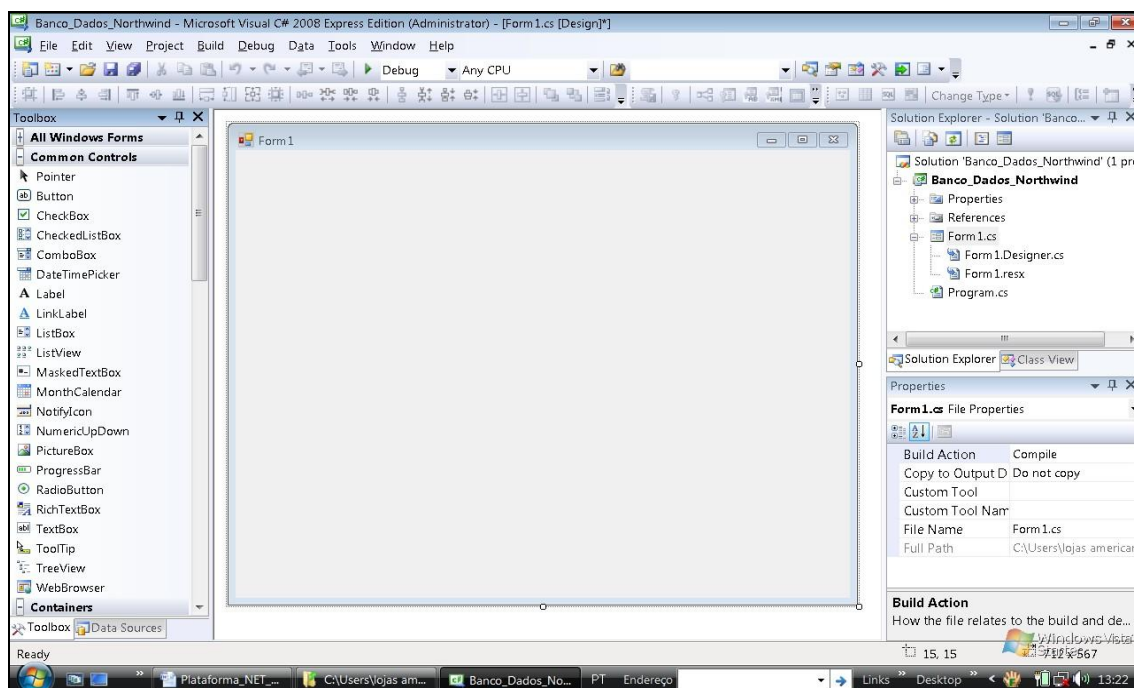 Banco_Dados_Northwind - Microsoft Visual C# 2008 Express Edition (Administrator) - [Form1.cs [Design]*]
File Edit View Project Build Debug Data Tools Window Help
Debug Any CPU
Change Type
Toolbox
All Windows Forms
Common Controls
Pointer
Button
CheckBox
CheckedListBox
ComboBox
DateTimePicker
Label
LinkLabel
ListBox
ListView
MaskedTextBox
MonthCalendar
NotifyIcon
NumericUpDown
PictureBox
ProgressBar
RadioButton
RichTextBox
TextBox
ToolTip
TreeView
WebBrowser
Containers
Toolbox Data Sources
Form1
Solution Explorer - Solution 'Banco...
Solution 'Banco_Dados_Northwind' (1 pr
Banco_Dados_Northwind
Properties
References
Form1.cs
Form1.Designer.cs
Form1.resx
Program.cs
Solution Explorer Class View
Properties
Form1.cs File Properties
Build Action Compile
Copy to Output D Do not copy
Custom Tool
Custom Tool Nam
File Name Form1.cs
Full Path C:\Users\lojas american
Build Action
How the file relates to the build and de...
Ready 15, 15 712 x 567
Windows Vista
Plataforma_NET_... C:\Users\lojas am... Banco_Dados_No... PT Endereço Links Desktop 13:22